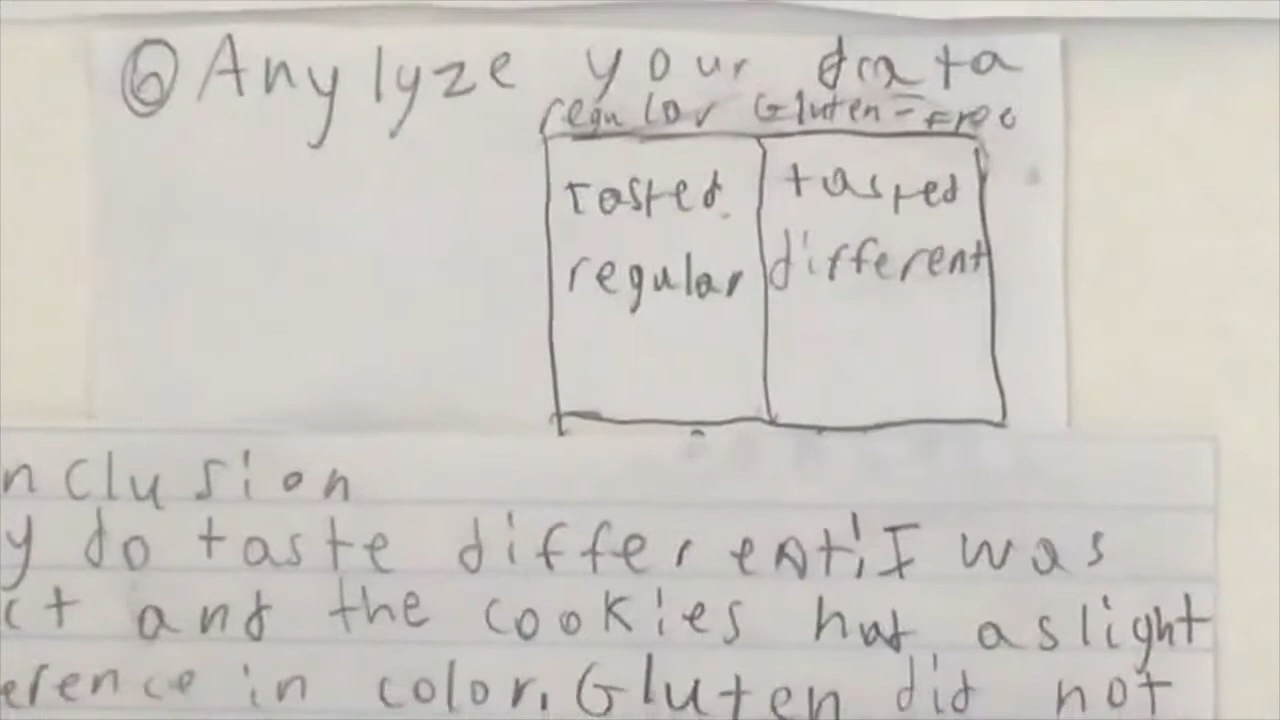 6 Anylyze your data
regular Gluten-Free
tasted tasted
regular different
nclusion
y do taste different. I was
ct and the cookies had a slight
erence in color. Gluten did not